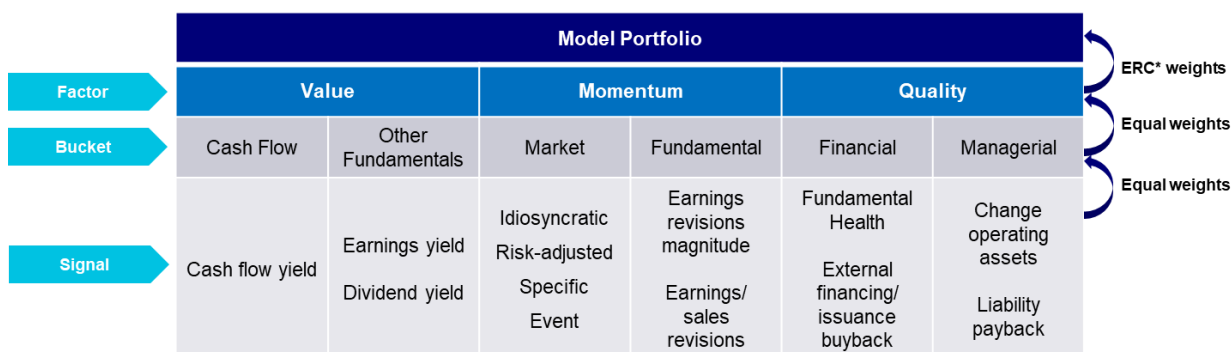 Model Portfolio
ERC* weights
Factor
Value
Momentum
Quality
Equal weights
Bucket
Cash Flow
Other
Fundamentals
Market
Fundamental
Financial
Managerial
Equal weights
Signal
Cash flow yield
Earnings yield
Dividend yield
Idiosyncratic
Risk-adjusted
Specific
Event
Earnings
revisions
magnitude
Earnings/
sales
revisions
Fundamental
Health
External
financing/
issuance
buyback
Change
operating
assets
Liability
payback